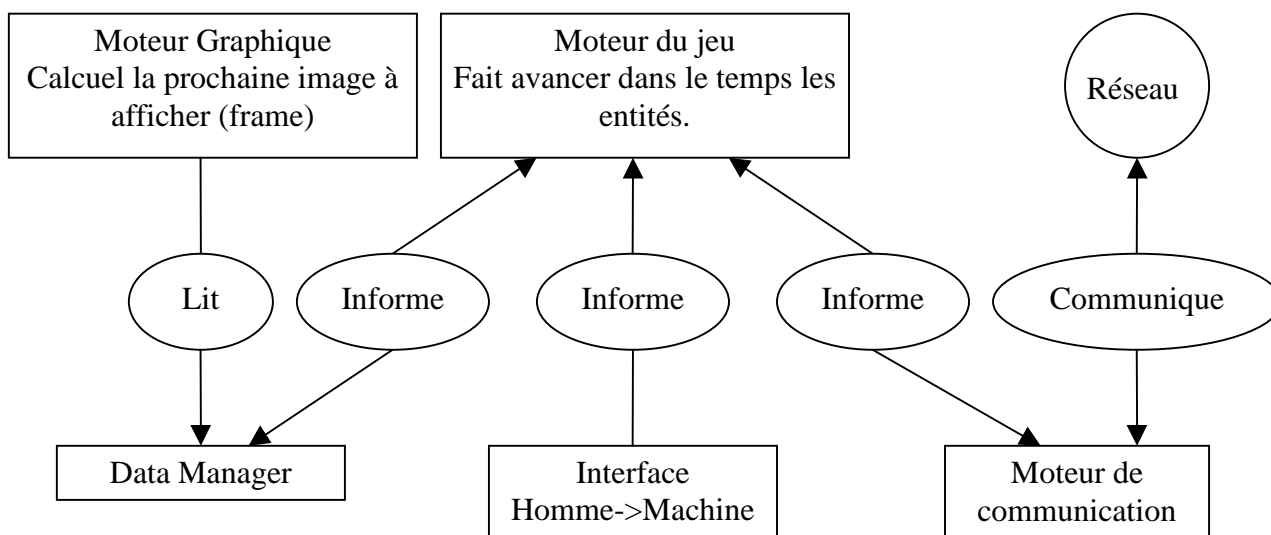 Moteur Graphique
Calcuel la prochaine image à
afficher (frame)
Moteur du jeu
Fait avancer dans le temps les
entités.
Réseau
Lit
Informe
Informe
Informe
Communique
Data Manager
Interface
Homme->Machine
Moteur de
communication